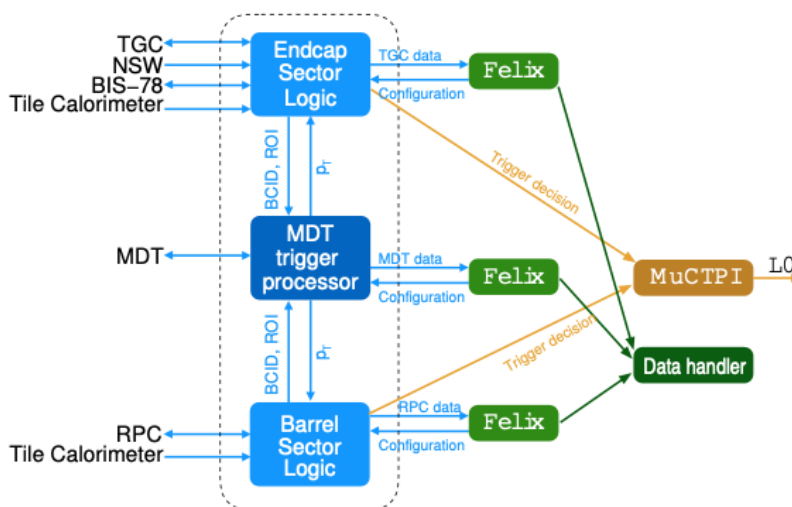 TGC
NSW
BIS-78
Tile Calorimeter
Endcap
Sector
Logic
TGC data
Configuration
Felix
BCID, ROI
pT
Trigger decision
MDT
MDT
trigger
processor
MDT data
Configuration
Felix
MuCTPI
L0
BCID, ROI
pT
Trigger decision
Data handler
RPC
Tile Calorimeter
Barrel
Sector
Logic
RPC data
Configuration
Felix